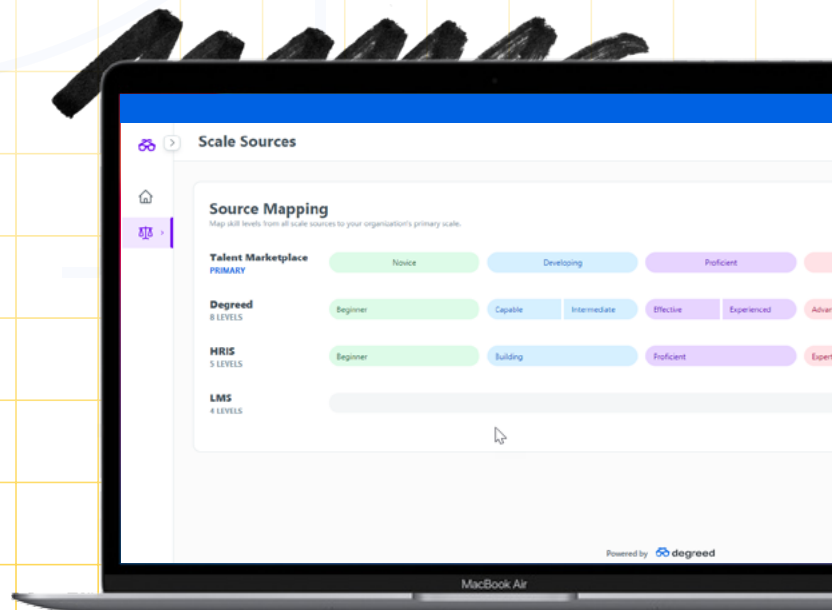 Scale Sources
Source Mapping
Map skill levels from all scale sources to your organization's primary scale.
Talent Marketplace
PRIMARY
Novice
Developing
Proficient
Degreed
8 LEVELS
Beginner
Capable
Intermediate
Effective
Experienced
Advan
HRIS
5 LEVELS
Beginner
Building
Proficient
Expert
LMS
4 LEVELS
Powered by degreed
MacBook Air